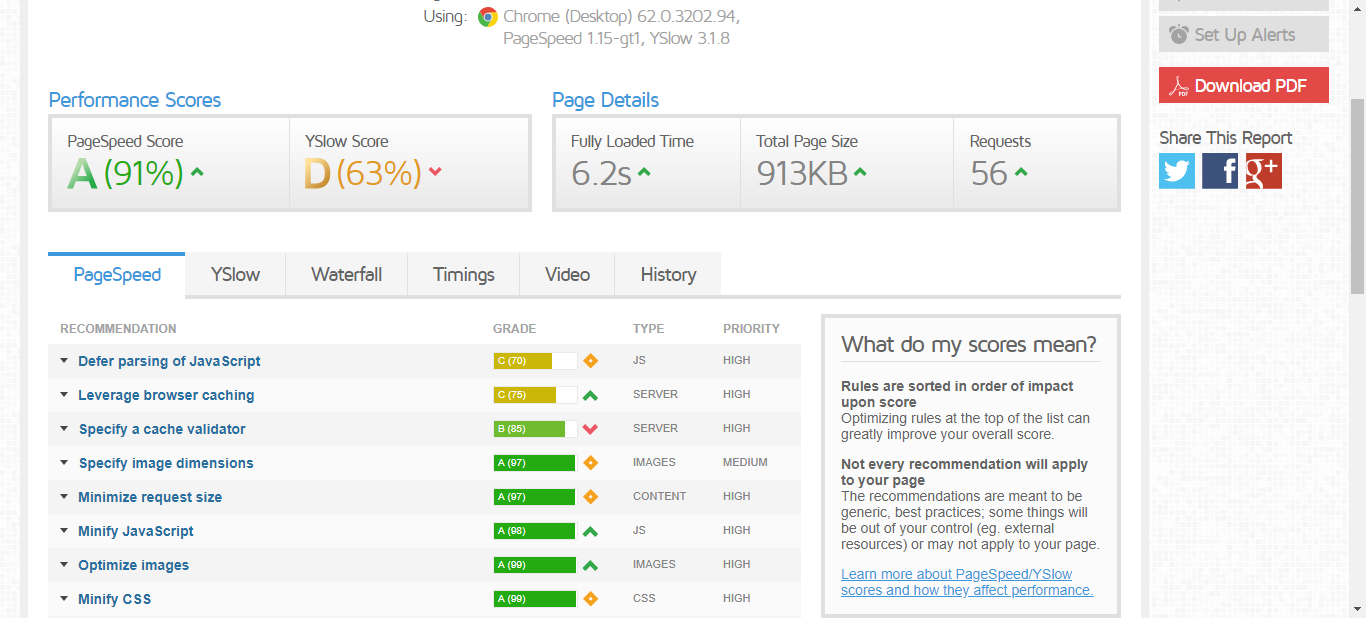 Using: Chrome (Desktop) 62.0.3202.94,
PageSpeed 1.15-gt1, YSlow 3.1.8
Set Up Alerts
Download PDF
Share This Report
Performance Scores
Page Details
PageSpeed Score
A (91%)
YSlow Score
D (63%)
Fully Loaded Time
6.2s
Total Page Size
913KB
Requests
56
PageSpeed YSlow Waterfall Timings Video History
RECOMMENDATION GRADE TYPE PRIORITY
Defer parsing of JavaScript C (70) JS HIGH
Leverage browser caching C (75) SERVER HIGH
Specify a cache validator B (85) SERVER HIGH
Specify image dimensions A (97) IMAGES MEDIUM
Minimize request size A (97) CONTENT HIGH
Minify JavaScript A (98) JS HIGH
Optimize images A (99) IMAGES HIGH
Minify CSS A (99) CSS HIGH
What do my scores mean?
Rules are sorted in order of impact
upon score
Optimizing rules at the top of the list can
greatly improve your overall score.
Not every recommendation will apply
to your page
The recommendations are meant to be
generic, best practices; some things will
be out of your control (eg. external
resources) or may not apply to your page.
Learn more about PageSpeed/YSlow
scores and how they affect performance.